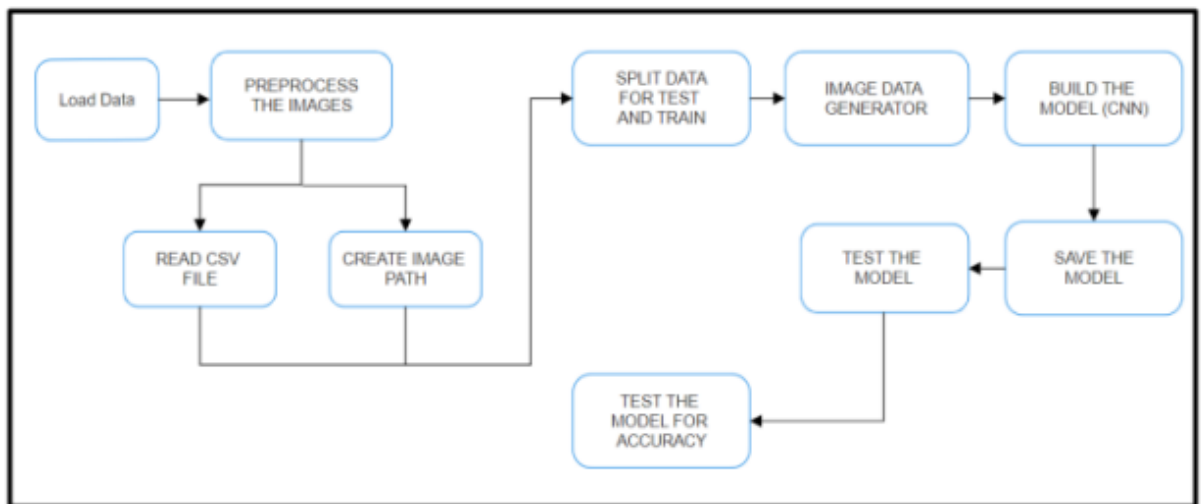 Load Data
PREPROCESS
THE IMAGES
READ CSV
FILE
CREATE IMAGE
PATH
SPLIT DATA
FOR TEST
AND TRAIN
IMAGE DATA
GENERATOR
BUILD THE
MODEL (CNN)
SAVE THE
MODEL
TEST THE
MODEL
TEST THE
MODEL FOR
ACCURACY